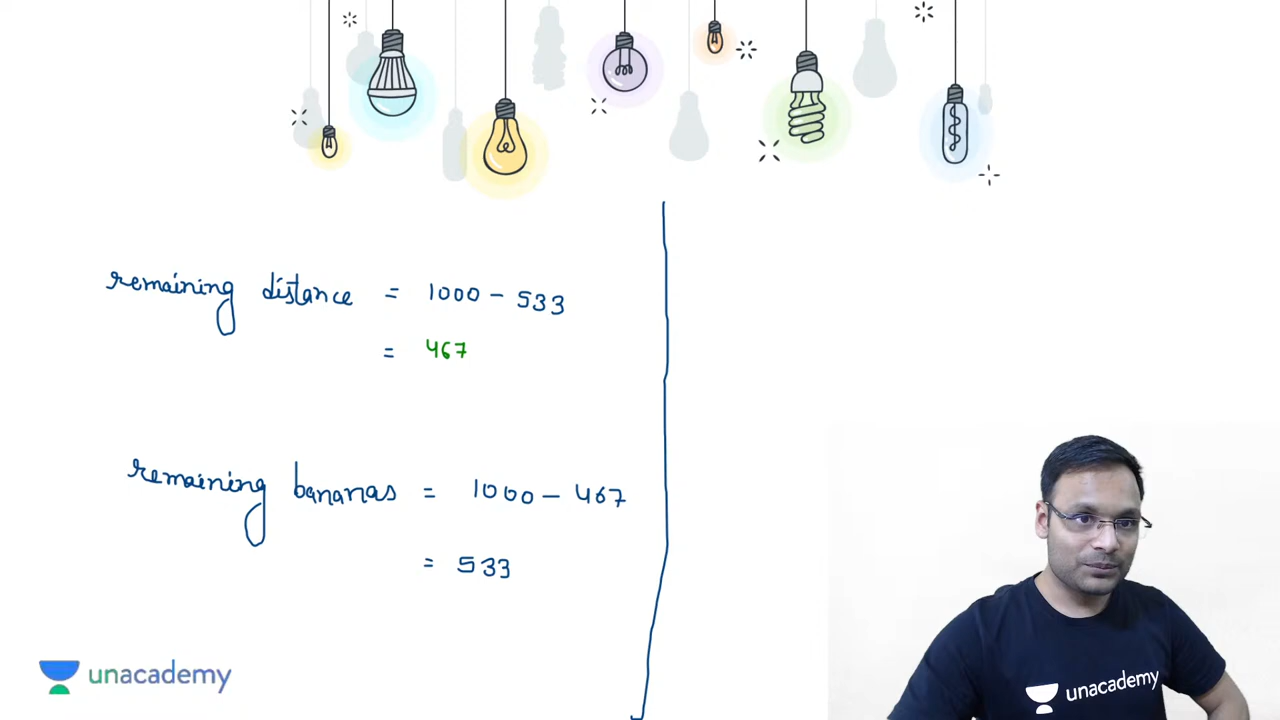 remaining distance = 1000 - 533
= 467
remaining bananas = 1000 - 467
= 533
unacademy
unacademy